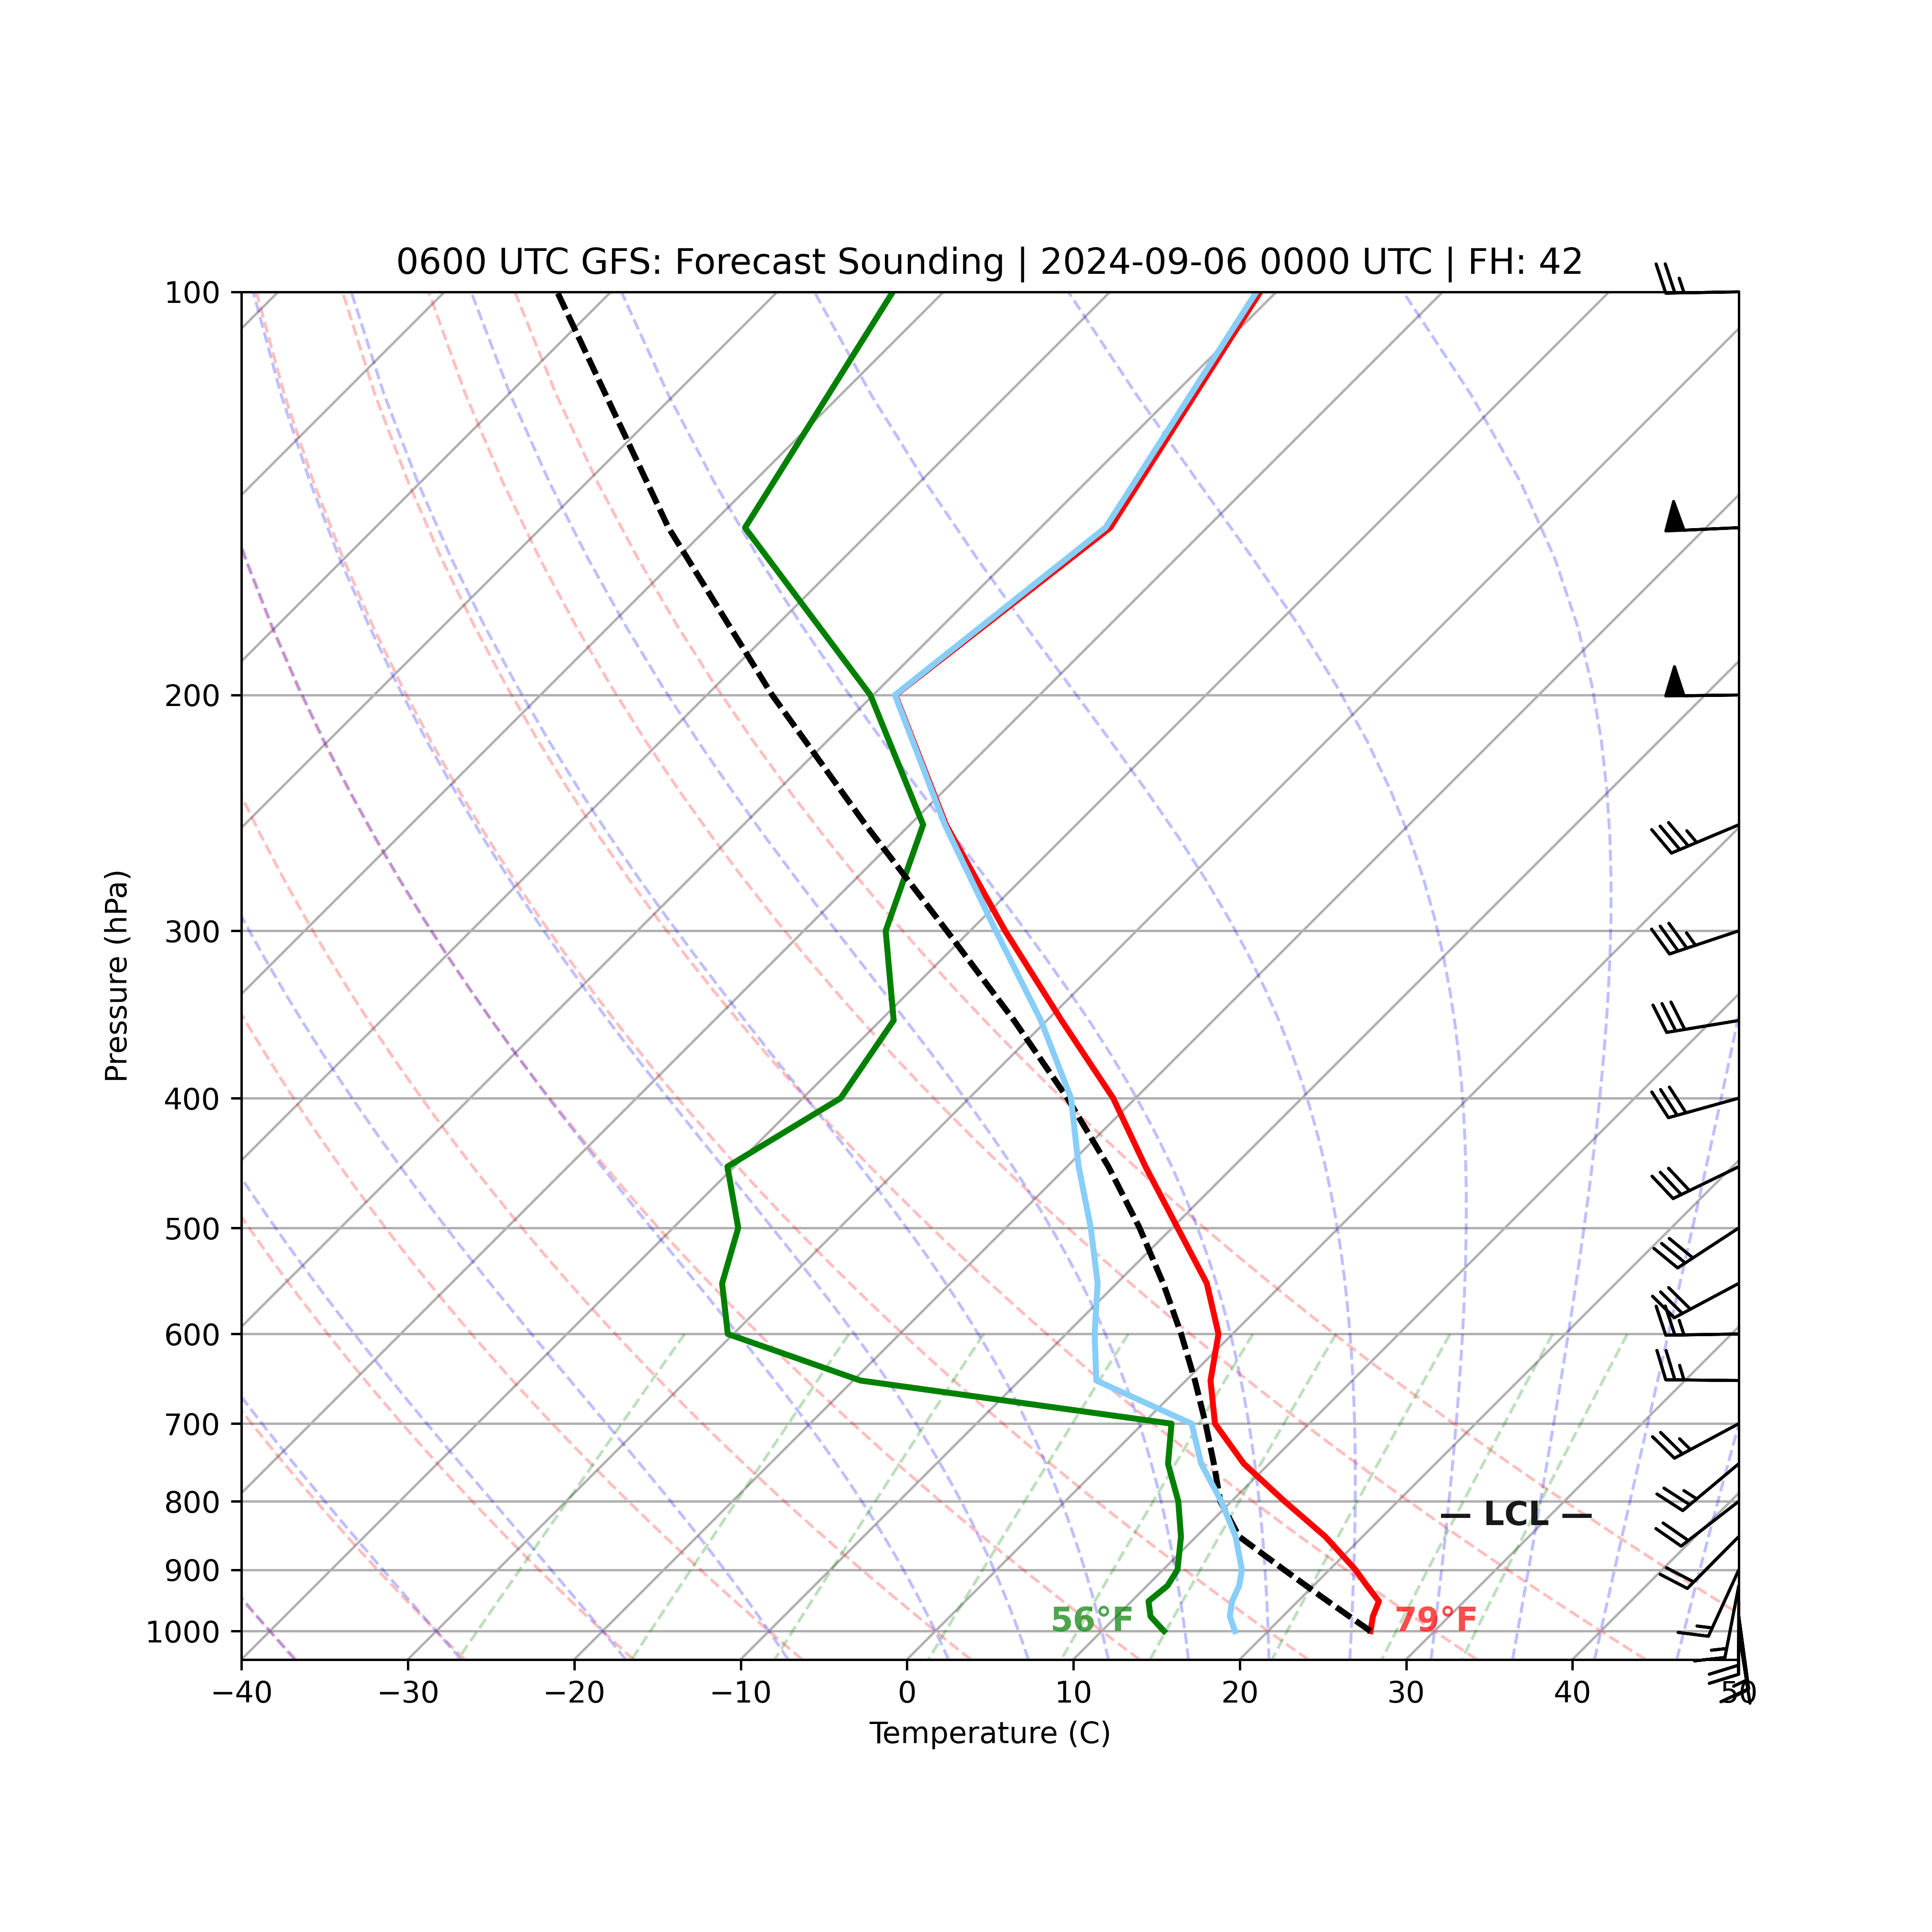 0600 UTC GFS: Forecast Sounding | 2024-09-06 0000 UTC | FH: 42
100
200
300
400
500
600
700
800
900
1000
Pressure (hPa)
— LCL —
56°F
79°F
−40 −30 −20 −10 0 10 20 30 40 50
Temperature (C)